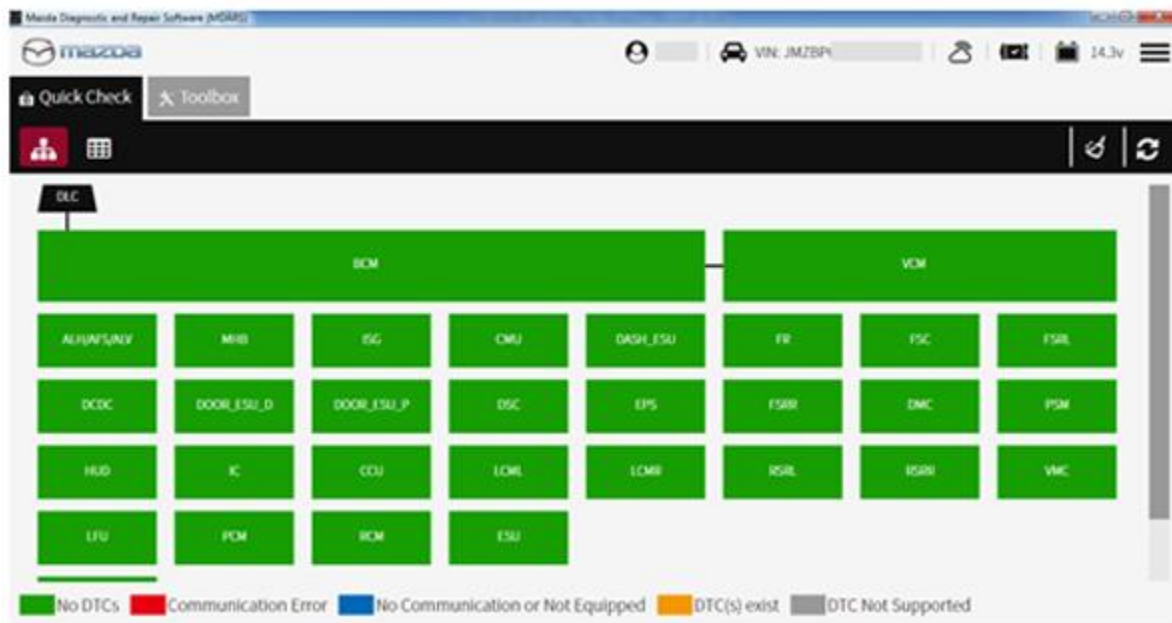 Mazda Diagnostic and Repair Software (MDARS)
mazda VIN: JMZBP 14.3v
Quick Check Toolbox
DLC
BCM VCM
ALH/AFS/ALV MHB ISG CMU DASH_ESU FR FSC FSRL
DCDC DOOR_ESU_D DOOR_ESU_P DSC EPS FSRR DMC PSM
HUD IC CCU LCML LCMR RSRL RSRR VMC
LFU PCM RCM ESU
No DTCs Communication Error No Communication or Not Equipped DTC(s) exist DTC Not Supported